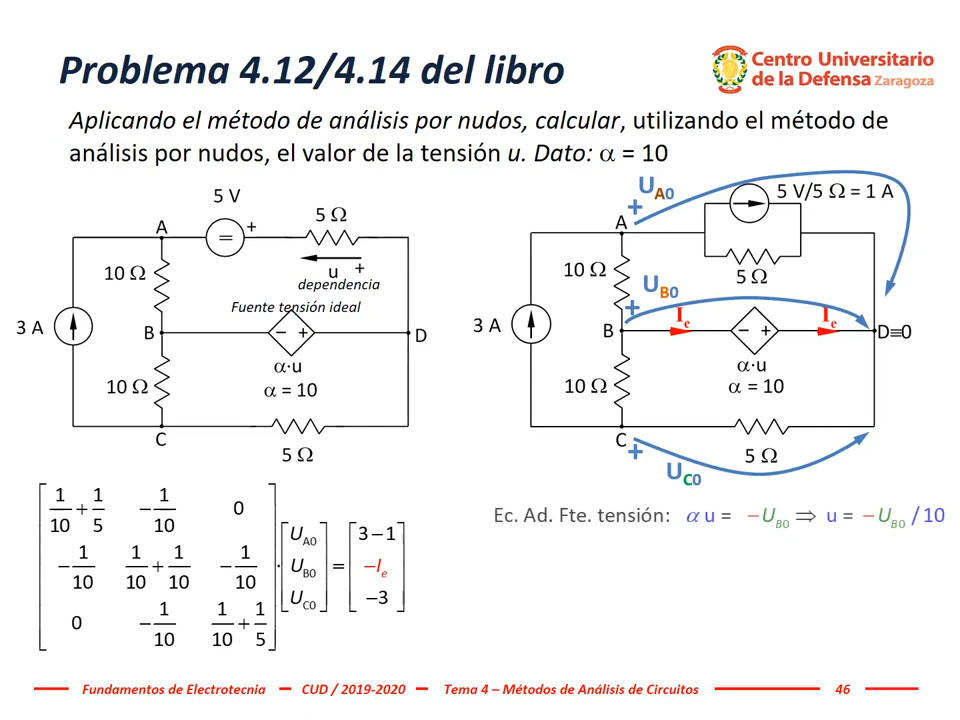 Problema 4.12/4.14 del libro
Centro Universitario
de la Defensa Zaragoza
Aplicando el método de análisis por nudos, calcular, utilizando el método de
análisis por nudos, el valor de la tensión u. Dato: α = 10
5 V
A
=
+
5 Ω
u +
dependencia
10 Ω
Fuente tensión ideal
3 A
B
− +
D
α·u
α = 10
10 Ω
C
5 Ω
U_A0
+
5 V/5 Ω = 1 A
A
10 Ω
5 Ω
U_B0
+
I_e
I_e
3 A
B
− +
D≡0
α·u
α = 10
10 Ω
C
+
5 Ω
U_C0
1/10 + 1/5 −1/10 0
−1/10 1/10 + 1/10 −1/10
0 −1/10 1/10 + 1/5
·
U_A0
U_B0
U_C0
=
3−1
−I_e
−3
Ec. Ad. Fte. tensión: α u = −U_B0 ⇒ u = −U_B0 / 10
Fundamentos de Electrotecnia — CUD / 2019-2020 — Tema 4 – Métodos de Análisis de Circuitos — 46